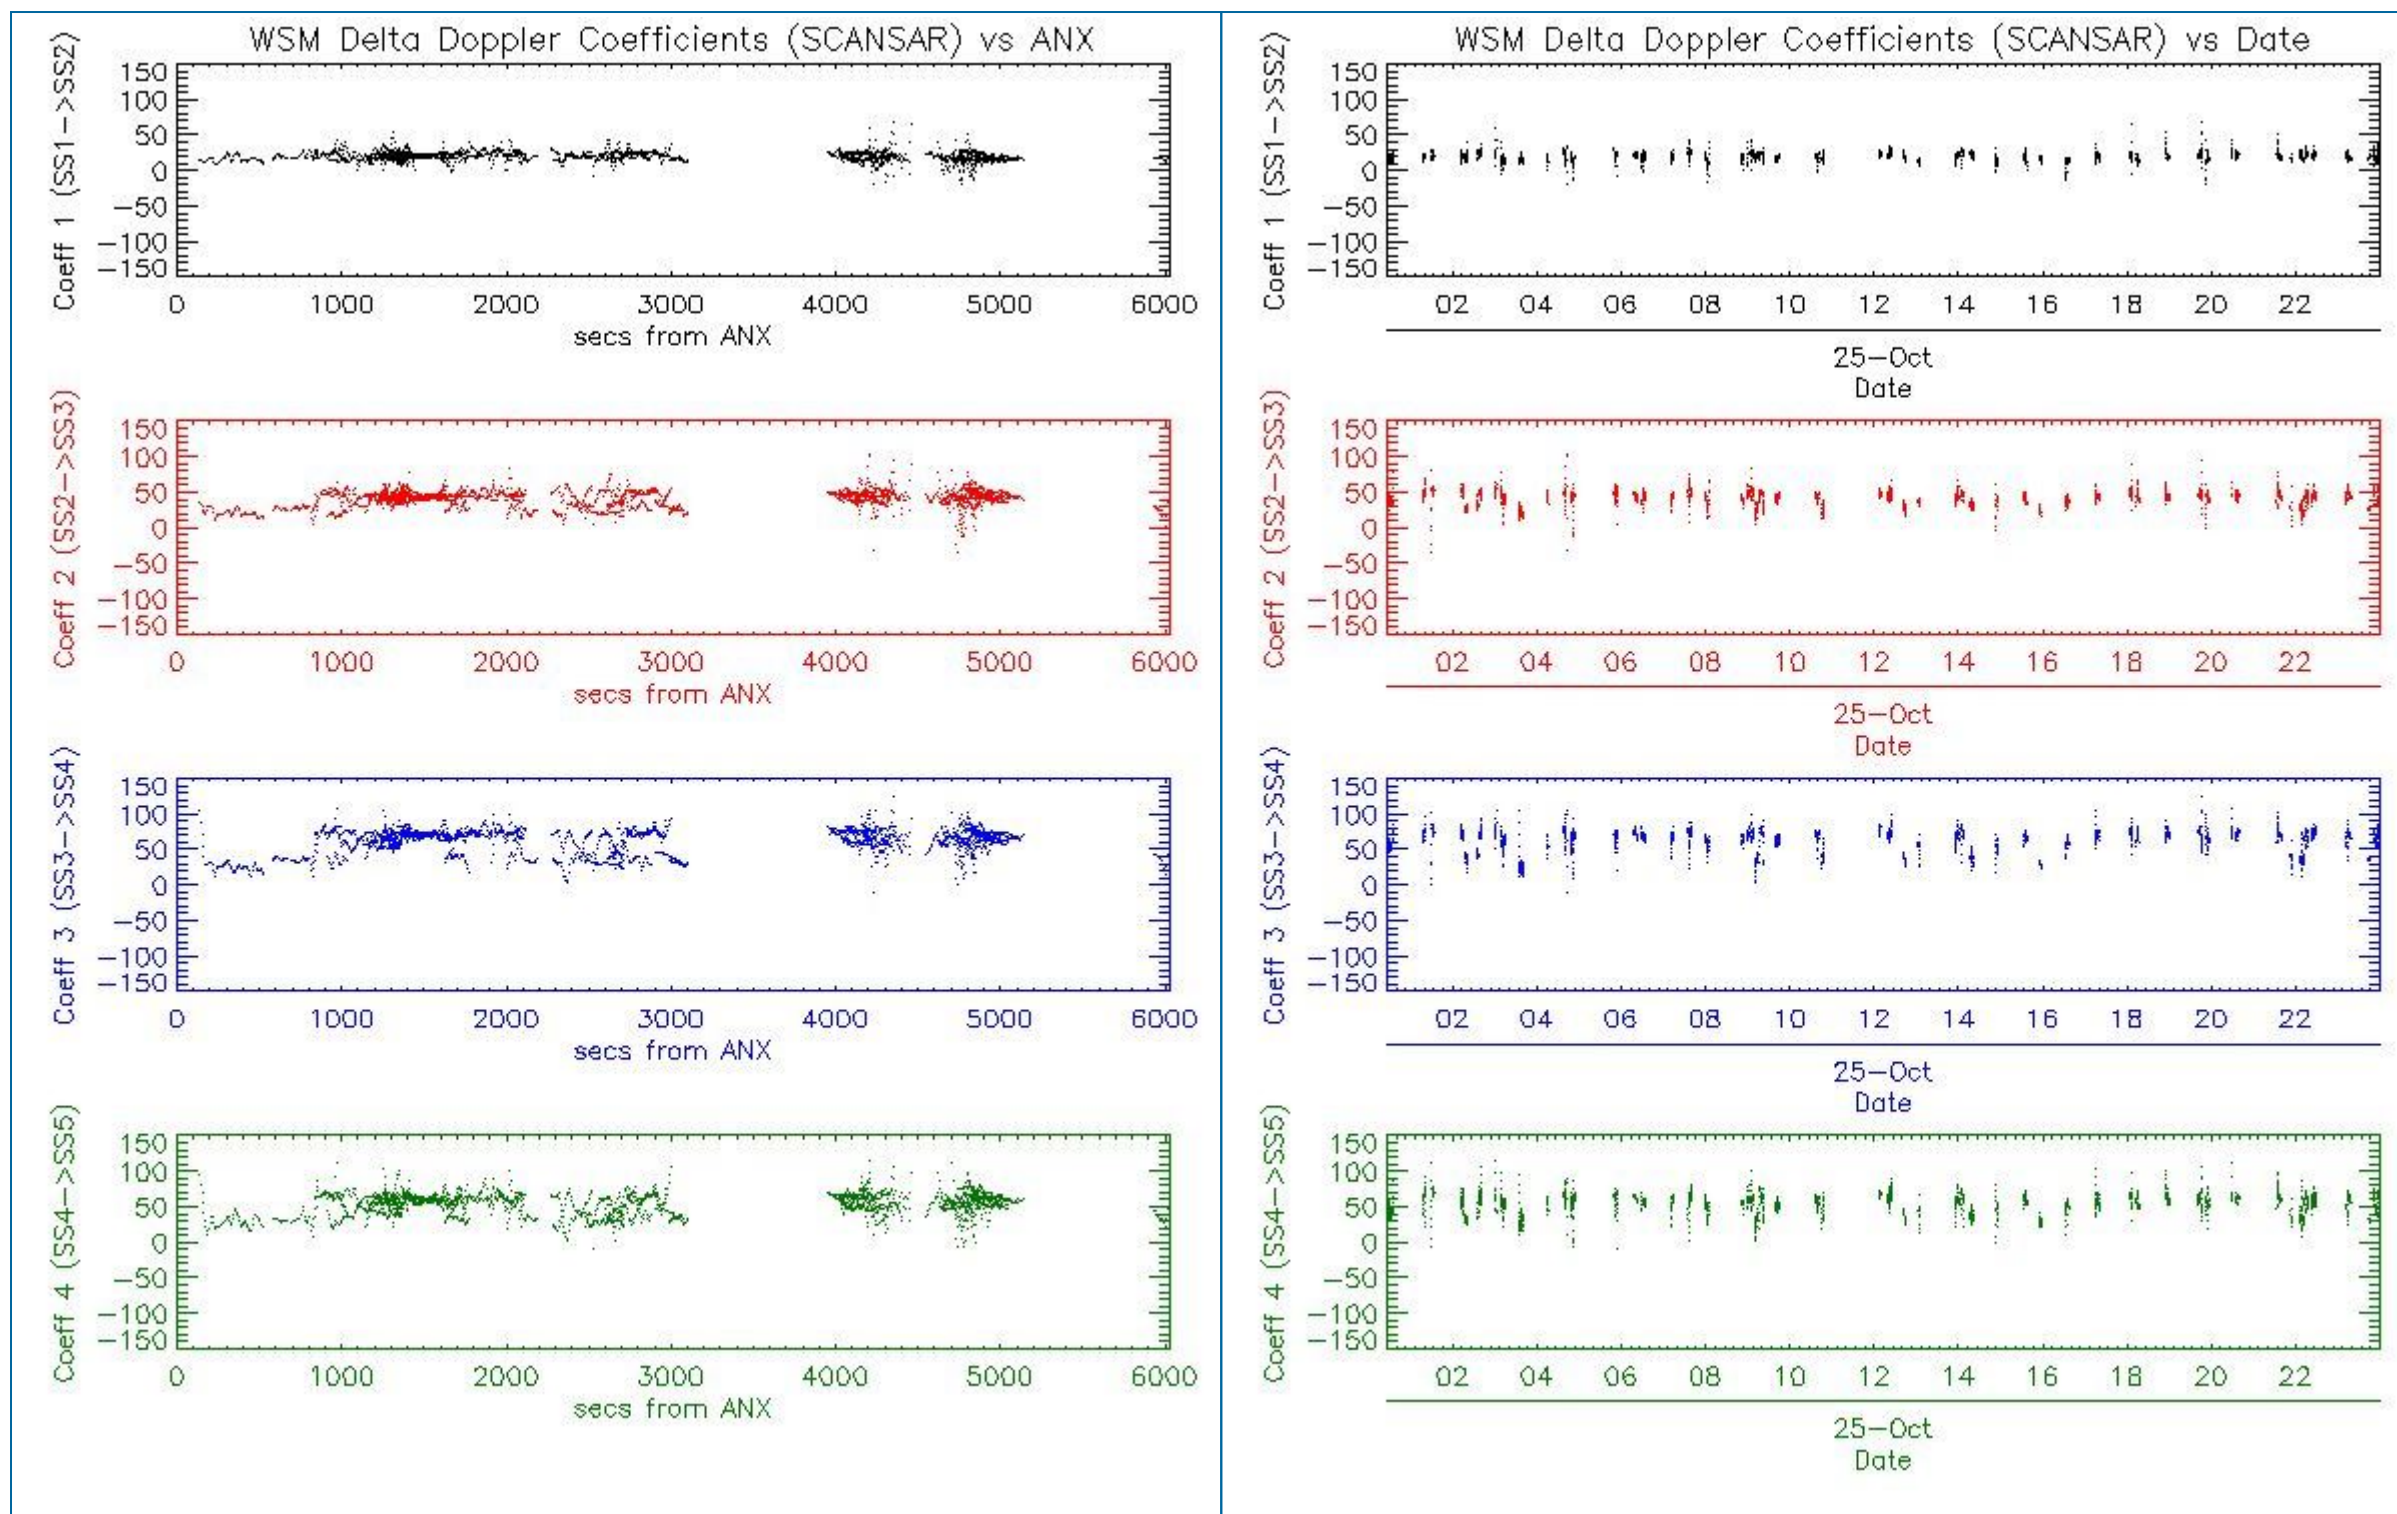 WSM Delta Doppler Coefficients (SCANSAR) vs ANX
Coeff 1 (SS1->SS2)
150
100
50
0
-50
-100
-150
0 1000 2000 3000 4000 5000 6000
secs from ANX
Coeff 2 (SS2->SS3)
150
100
50
0
-50
-100
-150
0 1000 2000 3000 4000 5000 6000
secs from ANX
Coeff 3 (SS3->SS4)
150
100
50
0
-50
-100
-150
0 1000 2000 3000 4000 5000 6000
secs from ANX
Coeff 4 (SS4->SS5)
150
100
50
0
-50
-100
-150
0 1000 2000 3000 4000 5000 6000
secs from ANX
WSM Delta Doppler Coefficients (SCANSAR) vs Date
Coeff 1 (SS1->SS2)
150
100
50
0
-50
-100
-150
02 04 06 08 10 12 14 16 18 20 22
25-Oct
Date
Coeff 2 (SS2->SS3)
150
100
50
0
-50
-100
-150
02 04 06 08 10 12 14 16 18 20 22
25-Oct
Date
Coeff 3 (SS3->SS4)
150
100
50
0
-50
-100
-150
02 04 06 08 10 12 14 16 18 20 22
25-Oct
Date
Coeff 4 (SS4->SS5)
150
100
50
0
-50
-100
-150
02 04 06 08 10 12 14 16 18 20 22
25-Oct
Date